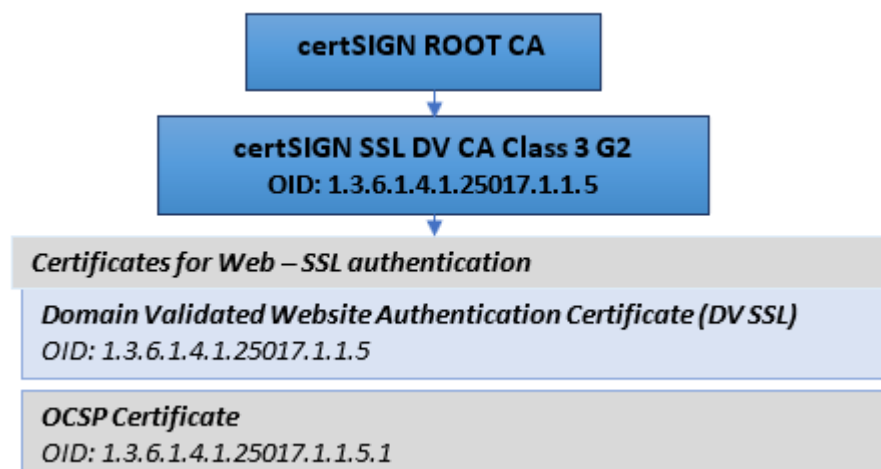 certSIGN ROOT CA
certSIGN SSL DV CA Class 3 G2
OID: 1.3.6.1.4.1.25017.1.1.5
Certificates for Web – SSL authentication
Domain Validated Website Authentication Certificate (DV SSL)
OID: 1.3.6.1.4.1.25017.1.1.5
OCSP Certificate
OID: 1.3.6.1.4.1.25017.1.1.5.1